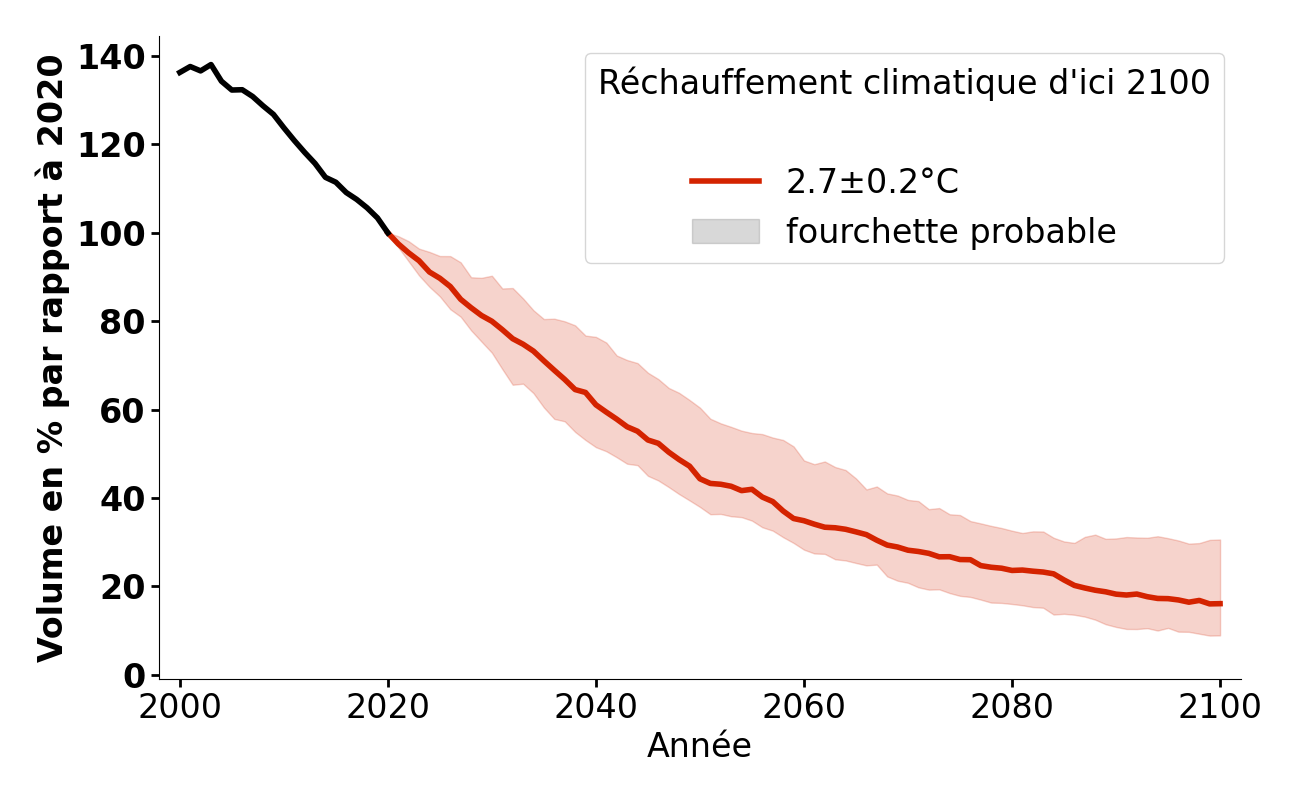 Volume en % par rapport à 2020
140
120
100
80
60
40
20
0
Réchauffement climatique d'ici 2100
2.7±0.2°C
fourchette probable
2000 2020 2040 2060 2080 2100
Année